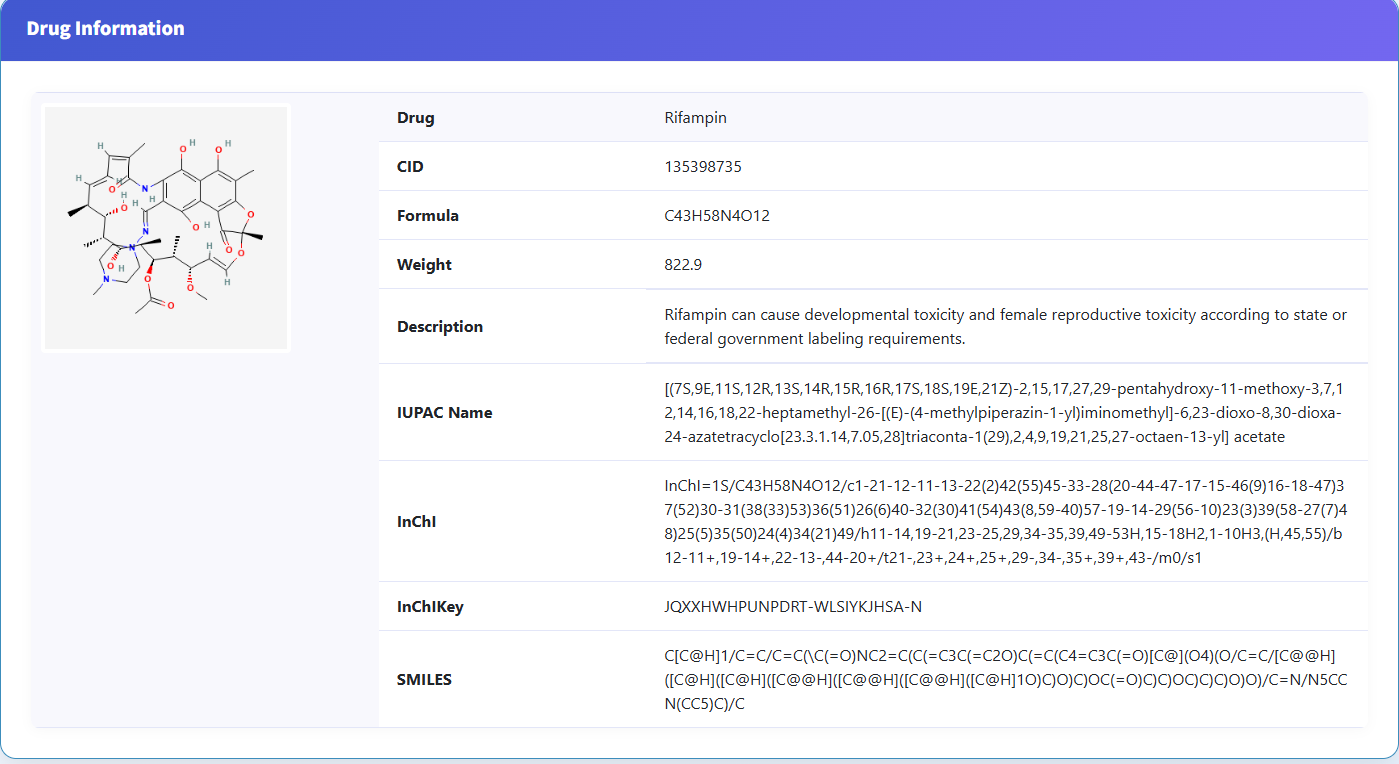 Drug Information
Drug
Rifampin
CID
135398735
Formula
C43H58N4O12
Weight
822.9
Description
Rifampin can cause developmental toxicity and female reproductive toxicity according to state or
federal government labeling requirements.
IUPAC Name
[(7S,9E,11S,12R,13S,14R,15R,16R,17S,18S,19E,21Z)-2,15,17,27,29-pentahydroxy-11-methoxy-3,7,1
2,14,16,18,22-heptamethyl-26-[(E)-(4-methylpiperazin-1-yl)iminomethyl]-6,23-dioxo-8,30-dioxa-
24-azatetracyclo[23.3.1.14,7.05,28]triaconta-1(29),2,4,9,19,21,25,27-octaen-13-yl] acetate
InChI
InChI=1S/C43H58N4O12/c1-21-12-11-13-22(2)42(55)45-33-28(20-44-47-17-15-46(9)16-18-47)3
7(52)30-31(38(33)53)36(51)26(6)40-32(30)41(54)43(8,59-40)57-19-14-29(56-10)23(3)39(58-27(7)4
8)25(5)35(50)24(4)34(21)49/h11-14,19-21,23-25,29,34-35,39,49-53H,15-18H2,1-10H3,(H,45,55)/b
12-11+,19-14+,22-13-,44-20+/t21-,23+,24+,25+,29-,34-,35+,39+,43-/m0/s1
InChIKey
JQXXHWHPUNPDRT-WLSIYKJHSA-N
SMILES
C[C@H]1/C=C/C=C(\C(=O)NC2=C(C(=C3C(=C2O)C(=C(C4=C3C(=O)[C@](O4)(O/C=C/[C@@H]
([C@H]([C@H]([C@@H]([C@@H]([C@@H]([C@H]1O)C)O)C)OC(=O)C)C)OC)C)C)O)O)/C=N/N5CC
N(CC5)C)/C